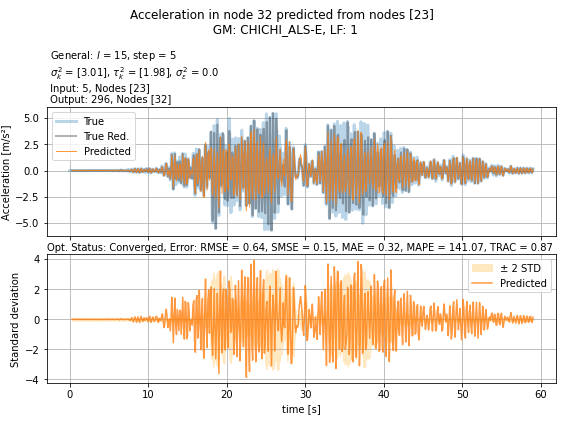 Acceleration in node 32 predicted from nodes [23]
GM: CHICHI_ALS-E, LF: 1
General: l = 15, step = 5
σ²ₖ = [3.01], τ²ₖ = [1.98], σ²ₑ = 0.0
Input: 5, Nodes [23]
Output: 296, Nodes [32]
Acceleration [m/s²]
5.0
2.5
0.0
−2.5
−5.0
True
True Red.
Predicted
Opt. Status: Converged, Error: RMSE = 0.64, SMSE = 0.15, MAE = 0.32, MAPE = 141.07, TRAC = 0.87
Standard deviation
4
2
0
−2
−4
± 2 STD
Predicted
0 10 20 30 40 50 60
time [s]